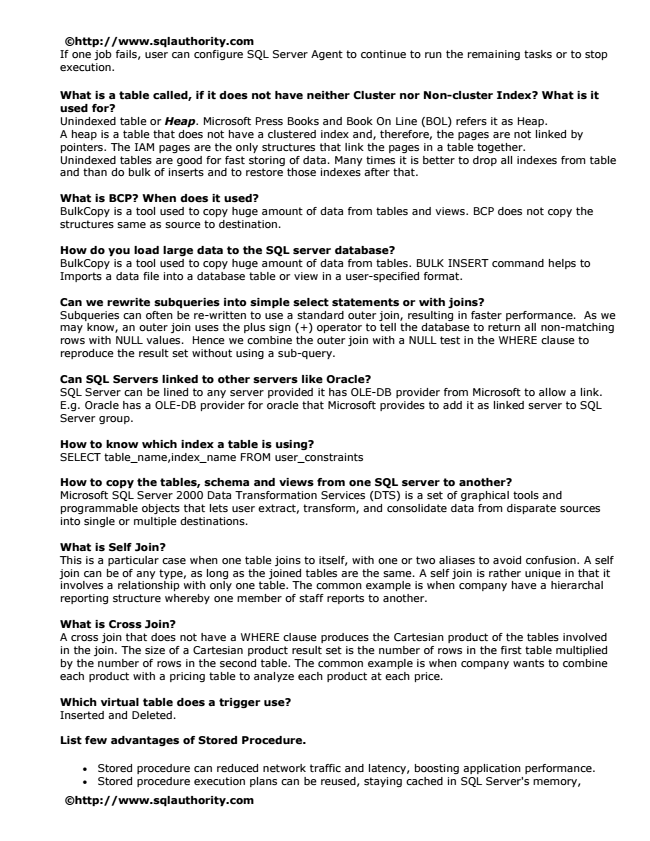 ©http://www.sqlauthority.com
If one job fails, user can configure SQL Server Agent to continue to run the remaining tasks or to stop
execution.
What is a table called, if it does not have neither Cluster nor Non-cluster Index? What is it
used for?
Unindexed table or Heap. Microsoft Press Books and Book On Line (BOL) refers it as Heap.
A heap is a table that does not have a clustered index and, therefore, the pages are not linked by
pointers. The IAM pages are the only structures that link the pages in a table together.
Unindexed tables are good for fast storing of data. Many times it is better to drop all indexes from table
and than do bulk of inserts and to restore those indexes after that.
What is BCP? When does it used?
BulkCopy is a tool used to copy huge amount of data from tables and views. BCP does not copy the
structures same as source to destination.
How do you load large data to the SQL server database?
BulkCopy is a tool used to copy huge amount of data from tables. BULK INSERT command helps to
Imports a data file into a database table or view in a user-specified format.
Can we rewrite subqueries into simple select statements or with joins?
Subqueries can often be re-written to use a standard outer join, resulting in faster performance.  As we
may know, an outer join uses the plus sign (+) operator to tell the database to return all non-matching
rows with NULL values.  Hence we combine the outer join with a NULL test in the WHERE clause to
reproduce the result set without using a sub-query.
Can SQL Servers linked to other servers like Oracle?
SQL Server can be lined to any server provided it has OLE-DB provider from Microsoft to allow a link.
E.g. Oracle has a OLE-DB provider for oracle that Microsoft provides to add it as linked server to SQL
Server group.
How to know which index a table is using?
SELECT table_name,index_name FROM user_constraints
How to copy the tables, schema and views from one SQL server to another?
Microsoft SQL Server 2000 Data Transformation Services (DTS) is a set of graphical tools and
programmable objects that lets user extract, transform, and consolidate data from disparate sources
into single or multiple destinations.
What is Self Join?
This is a particular case when one table joins to itself, with one or two aliases to avoid confusion. A self
join can be of any type, as long as the joined tables are the same. A self join is rather unique in that it
involves a relationship with only one table. The common example is when company have a hierarchal
reporting structure whereby one member of staff reports to another.
What is Cross Join?
A cross join that does not have a WHERE clause produces the Cartesian product of the tables involved
in the join. The size of a Cartesian product result set is the number of rows in the first table multiplied
by the number of rows in the second table. The common example is when company wants to combine
each product with a pricing table to analyze each product at each price.
Which virtual table does a trigger use?
Inserted and Deleted.
List few advantages of Stored Procedure.
• Stored procedure can reduced network traffic and latency, boosting application performance.
• Stored procedure execution plans can be reused, staying cached in SQL Server's memory,
©http://www.sqlauthority.com